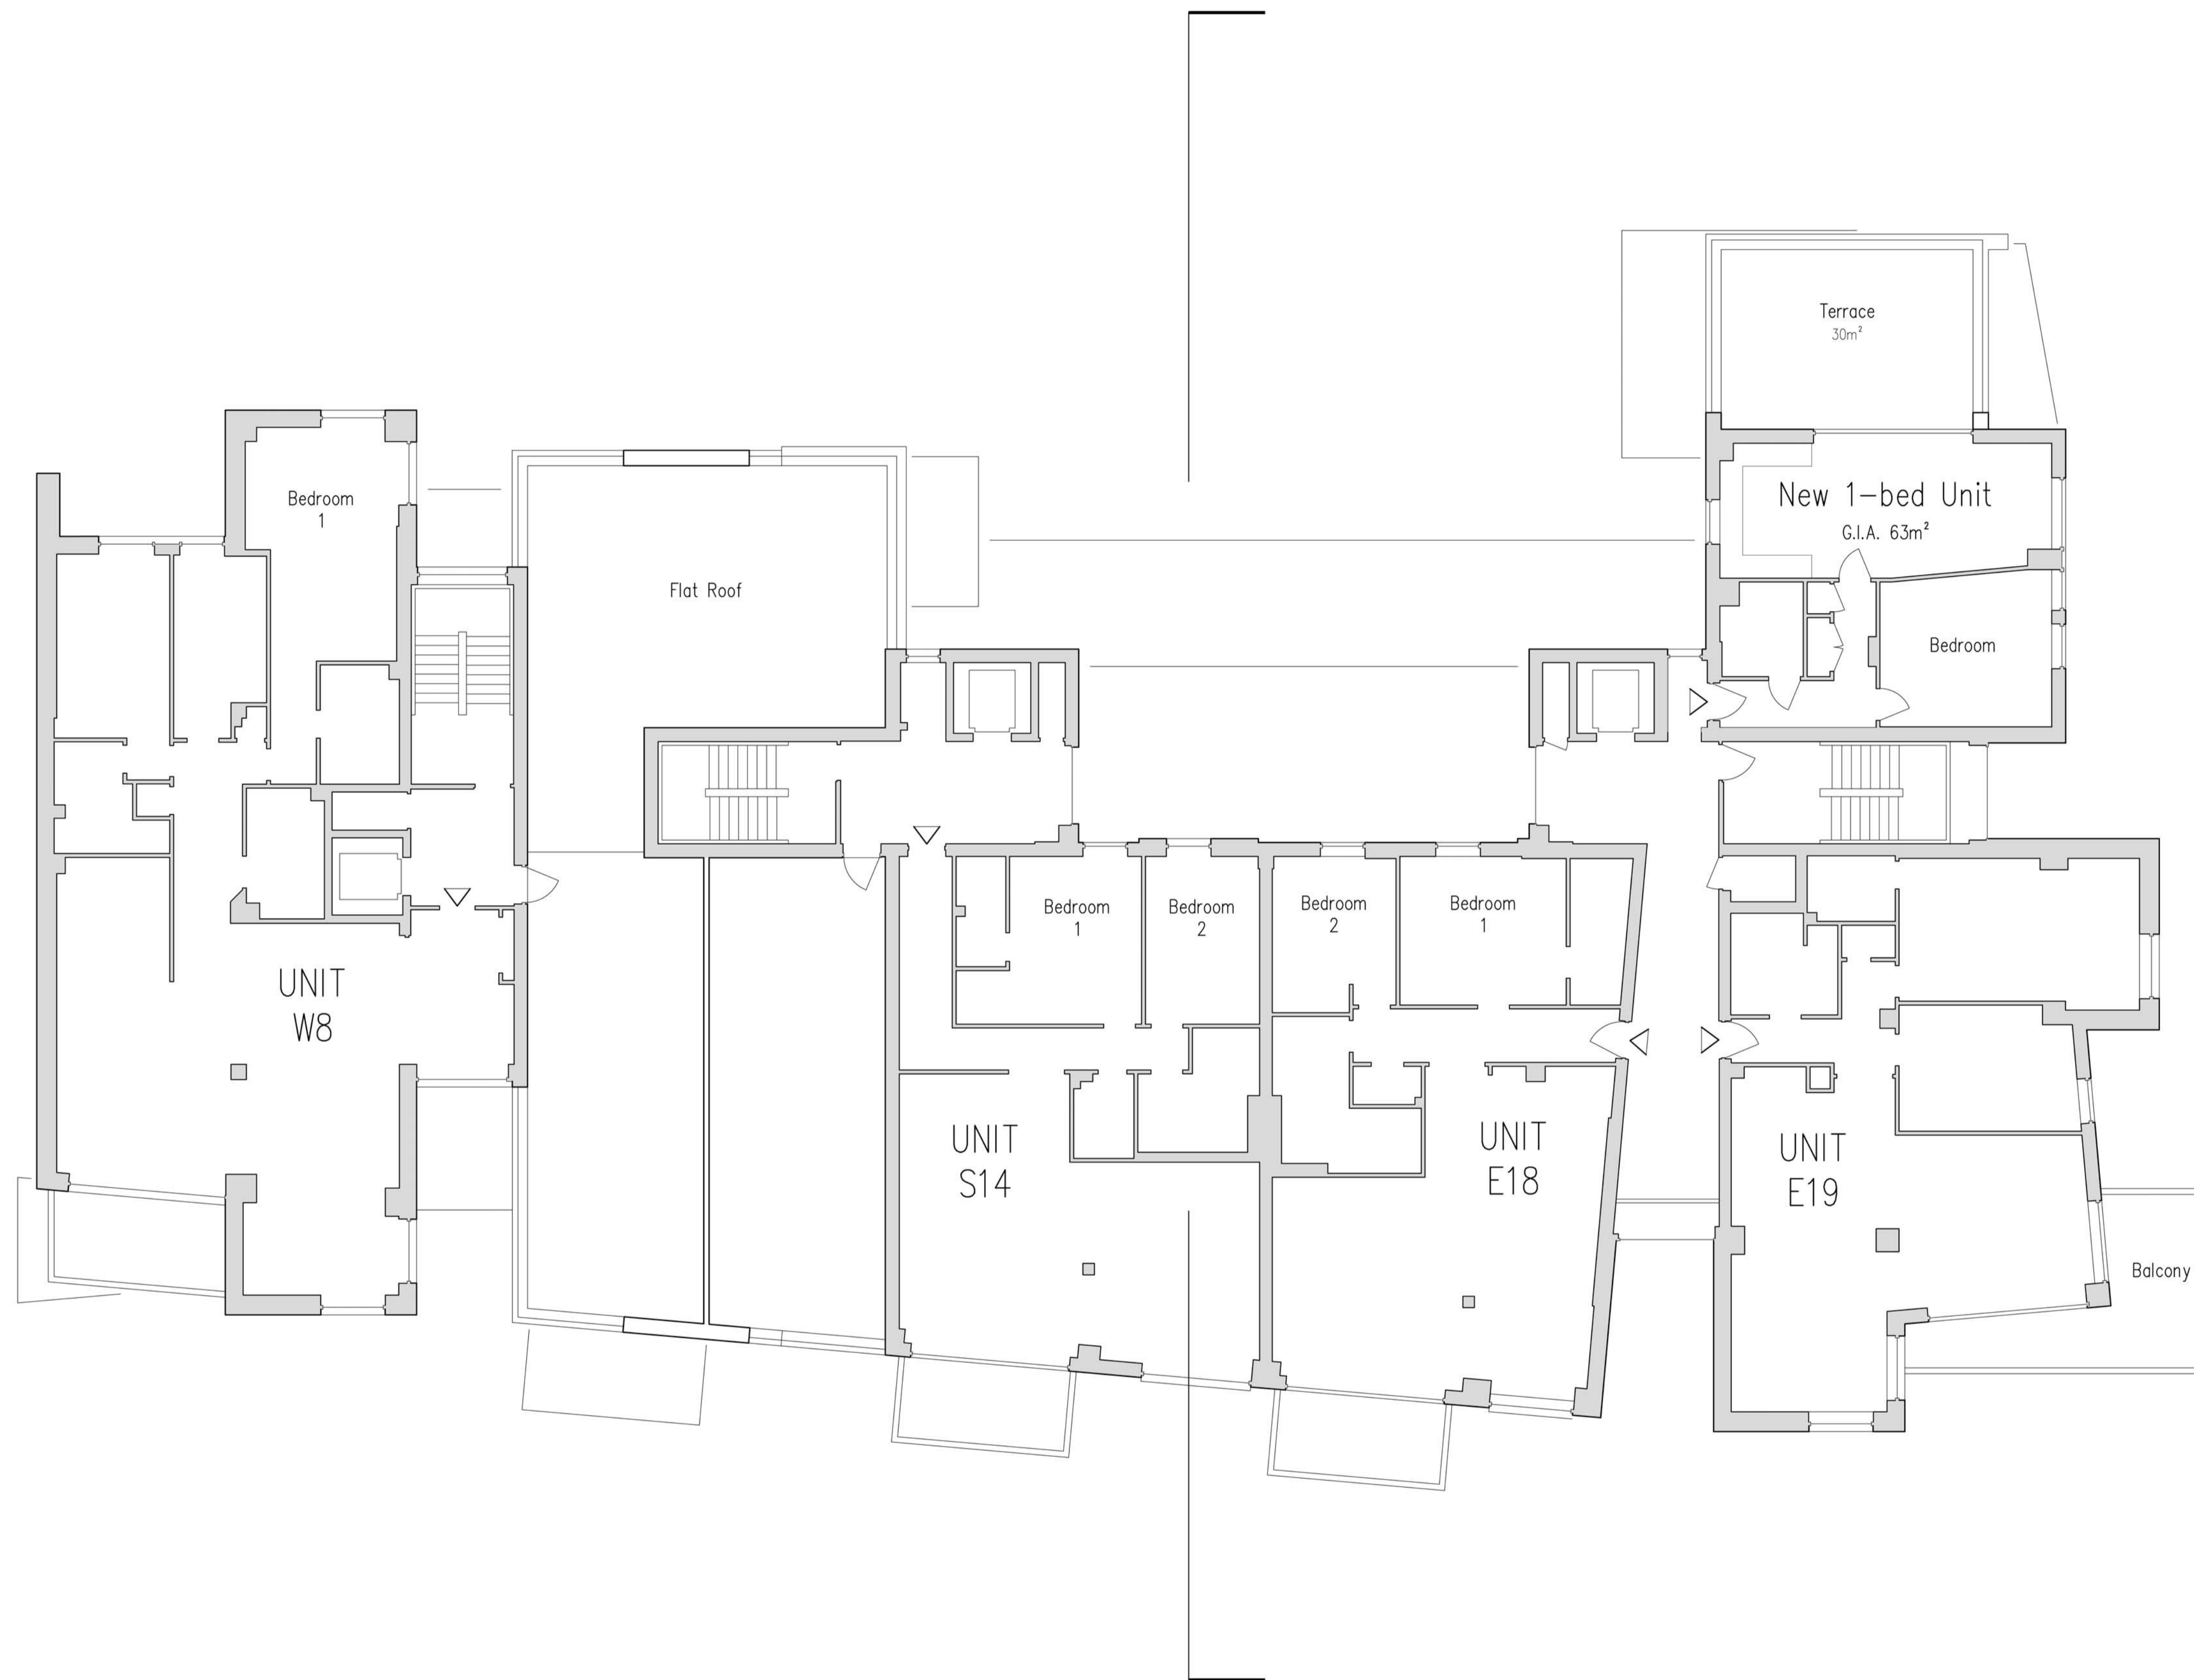 Terrace
30m²
New 1-bed Unit
G.I.A. 63m²
Bedroom
Bedroom
1
Flat Roof
Bedroom
1
Bedroom
2
Bedroom
2
Bedroom
1
UNIT
W8
UNIT
S14
UNIT
E18
UNIT
E19
Balcony